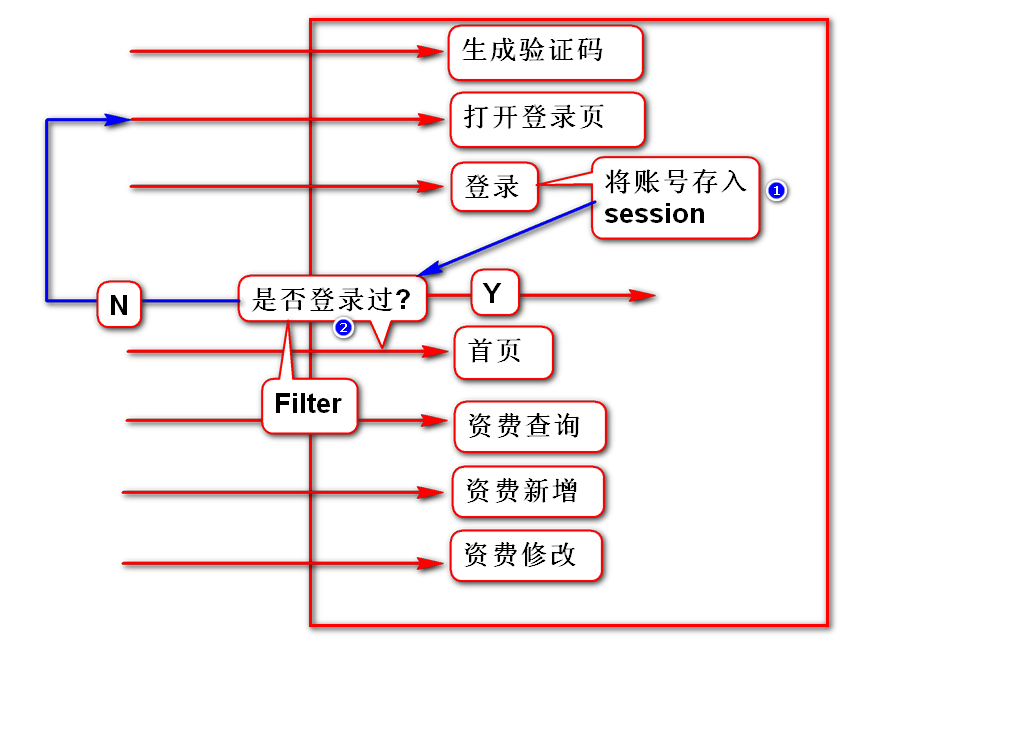 生成验证码
打开登录页
登录
将账号存入
session
1
N
是否登录过?
Y
2
首页
Filter
资费查询
资费新增
资费修改